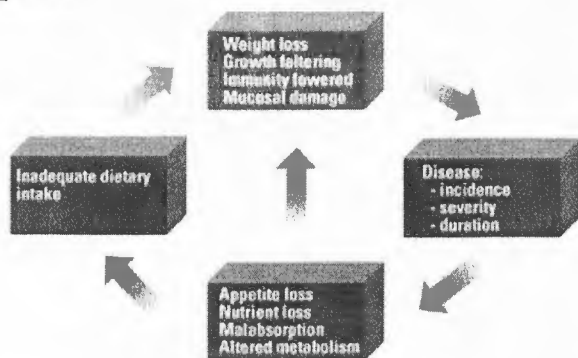 Weight loss
Growth faltering
Immunity lowered
Mucosal damage
Inadequate dietary
intake
Disease:
- incidence
- severity
- duration
Appetite loss
Nutrient loss
Malabsorption
Altered metabolism